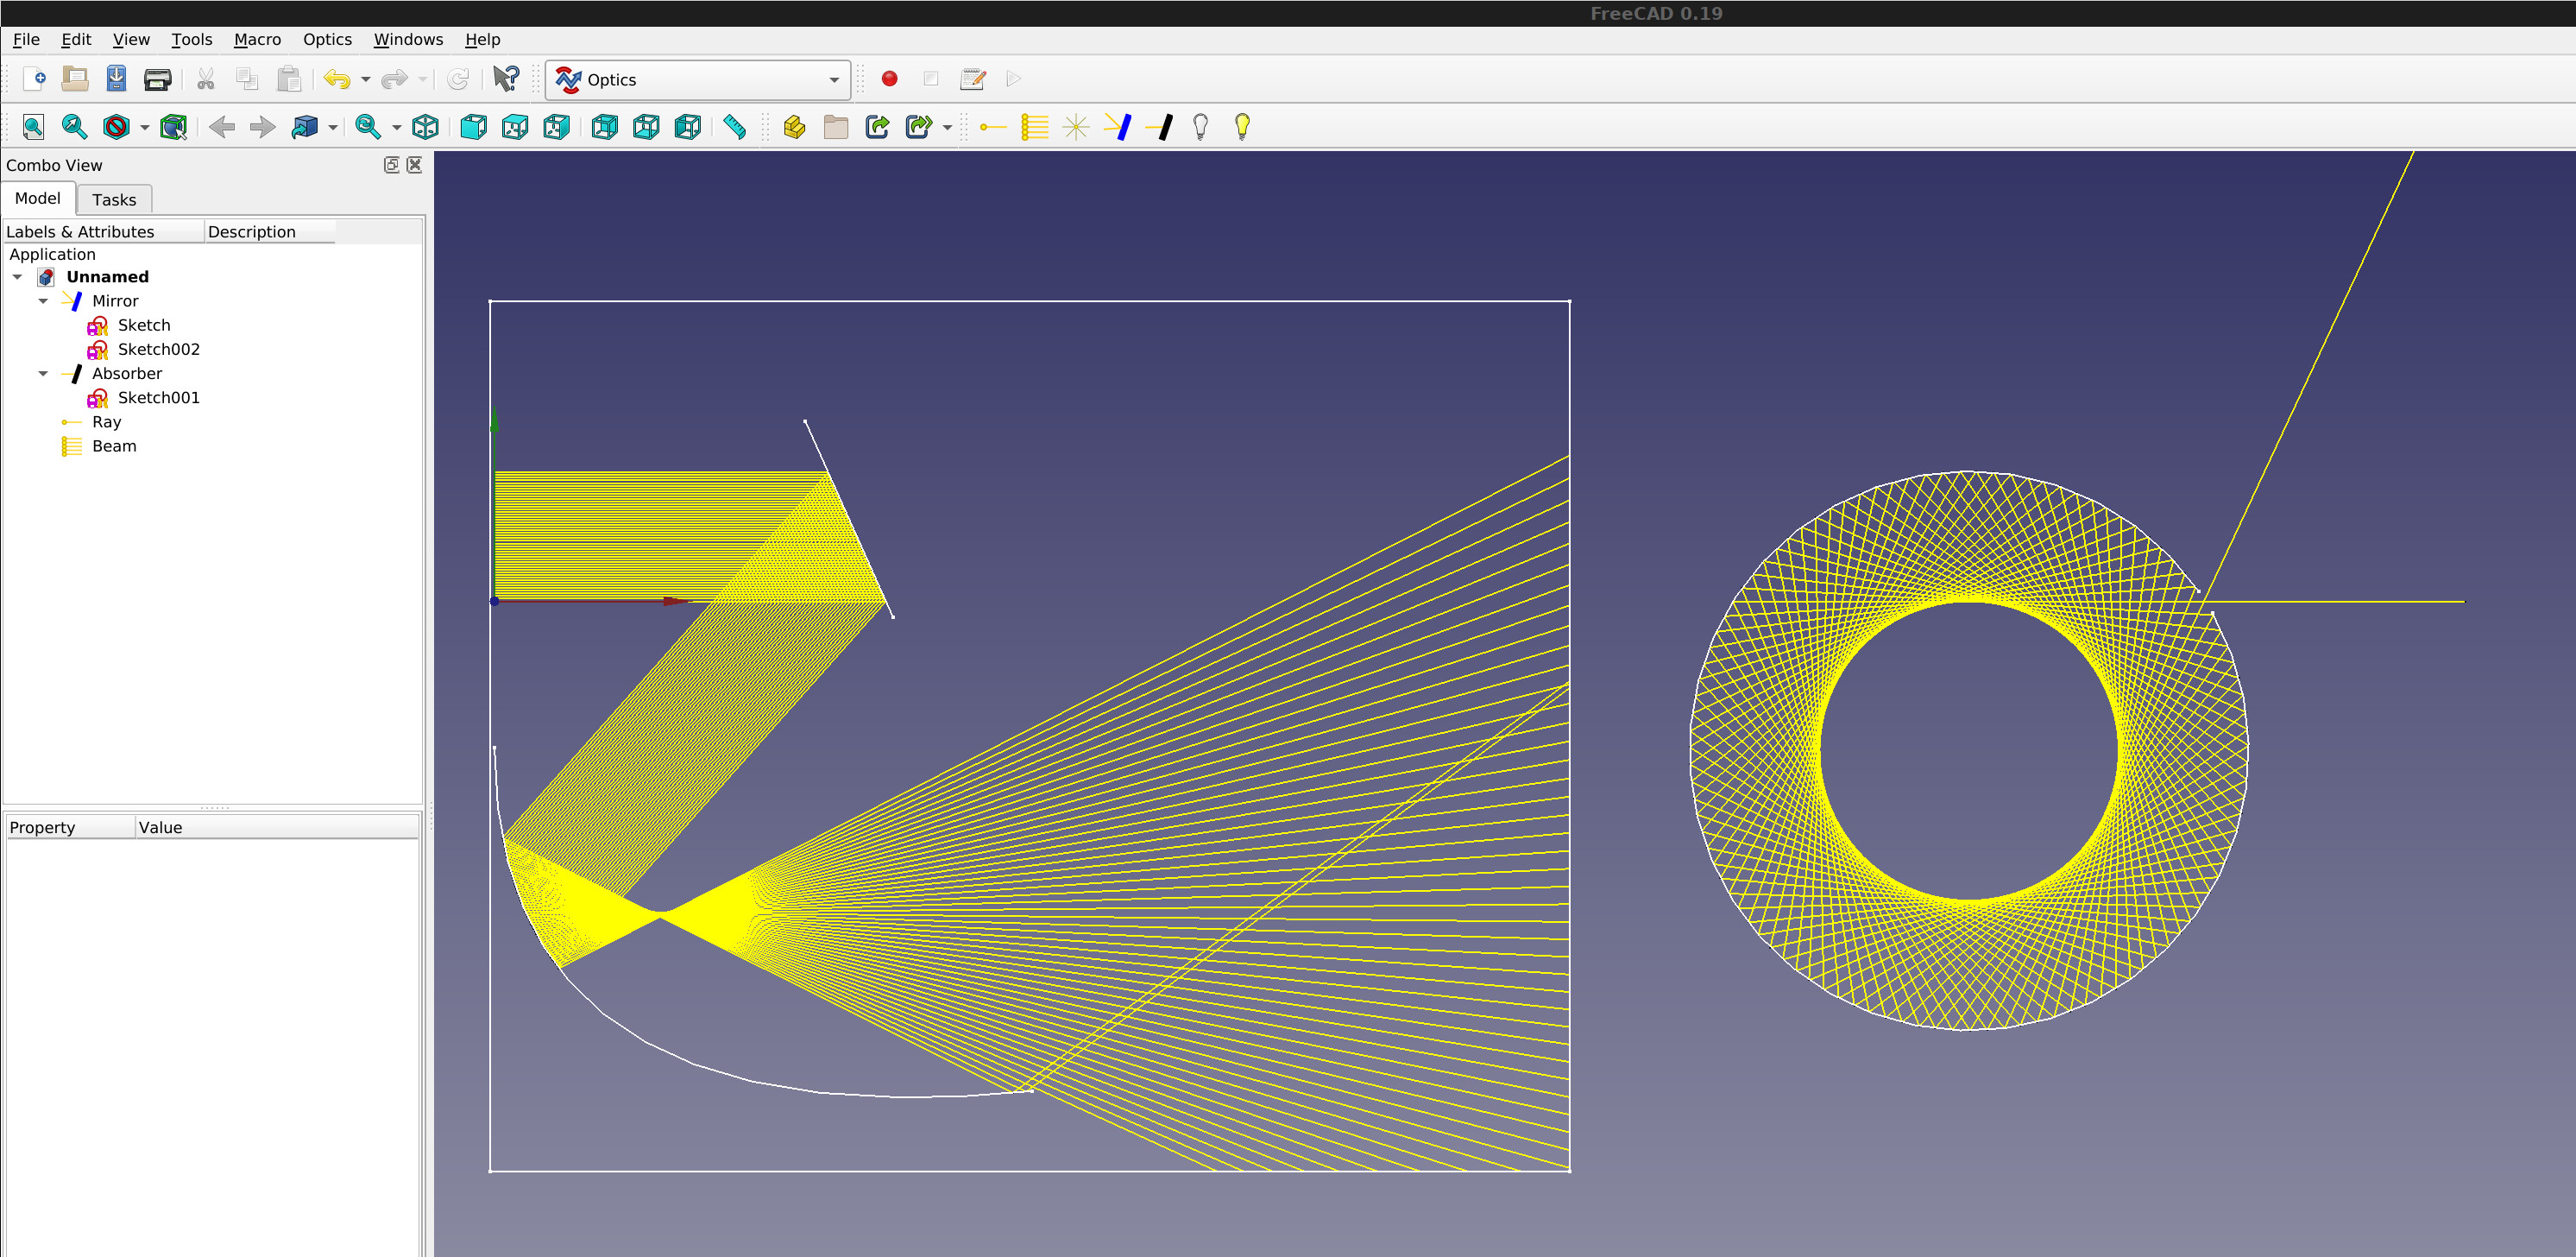 FreeCAD 0.19
File Edit View Tools Macro Optics Windows Help
Optics
Combo View
Model Tasks
Labels & Attributes Description
Application
Unnamed
Mirror
Sketch
Sketch002
Absorber
Sketch001
Ray
Beam
Property Value